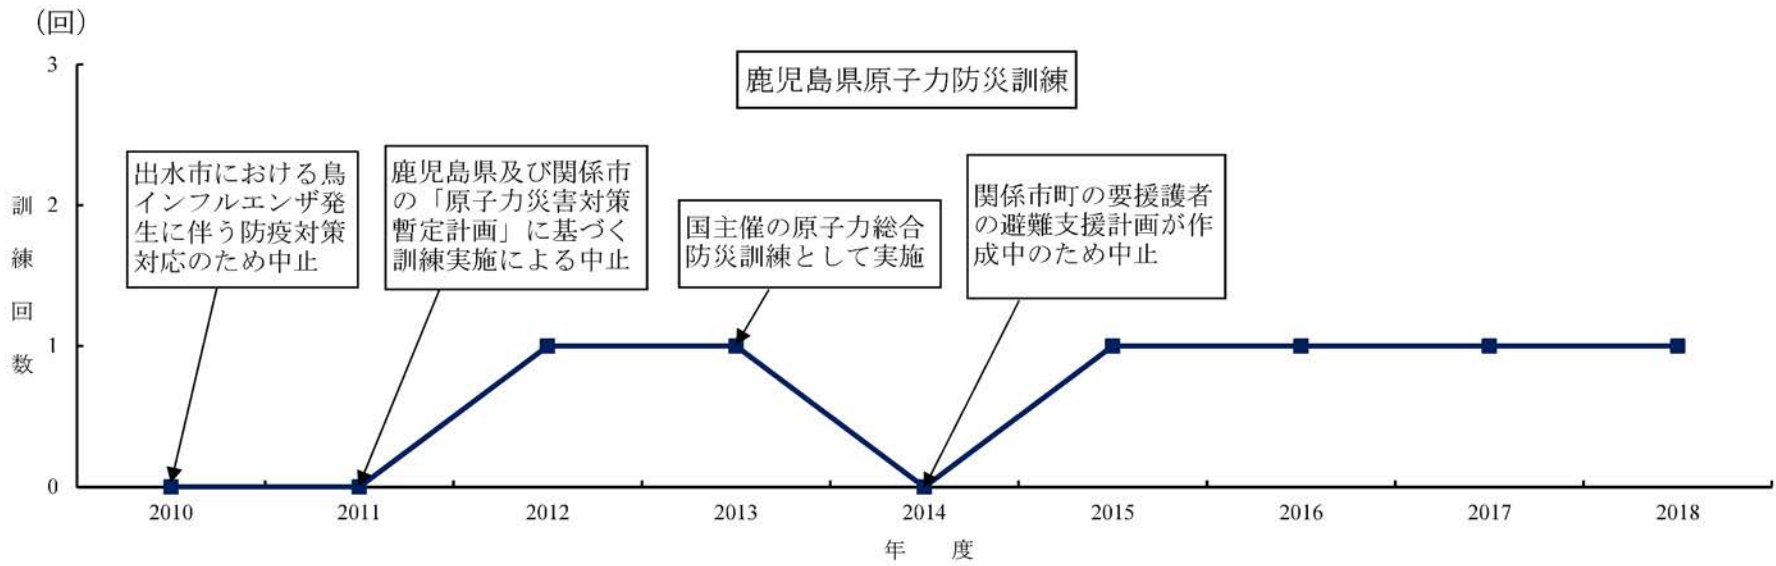 (回)
3
鹿児島県原子力防災訓練
出水市における鳥
インフルエンザ発
生に伴う防疫対策
対応のため中止
鹿児島県及び関係市
の「原子力災害対策
暫定計画」に基づく
訓練実施による中止
国主催の原子力総合
防災訓練として実施
関係市町の要援護者
の避難支援計画が作
成中のため中止
訓練回数
2
1
0
2010 2011 2012 2013 2014 2015 2016 2017 2018
年 度